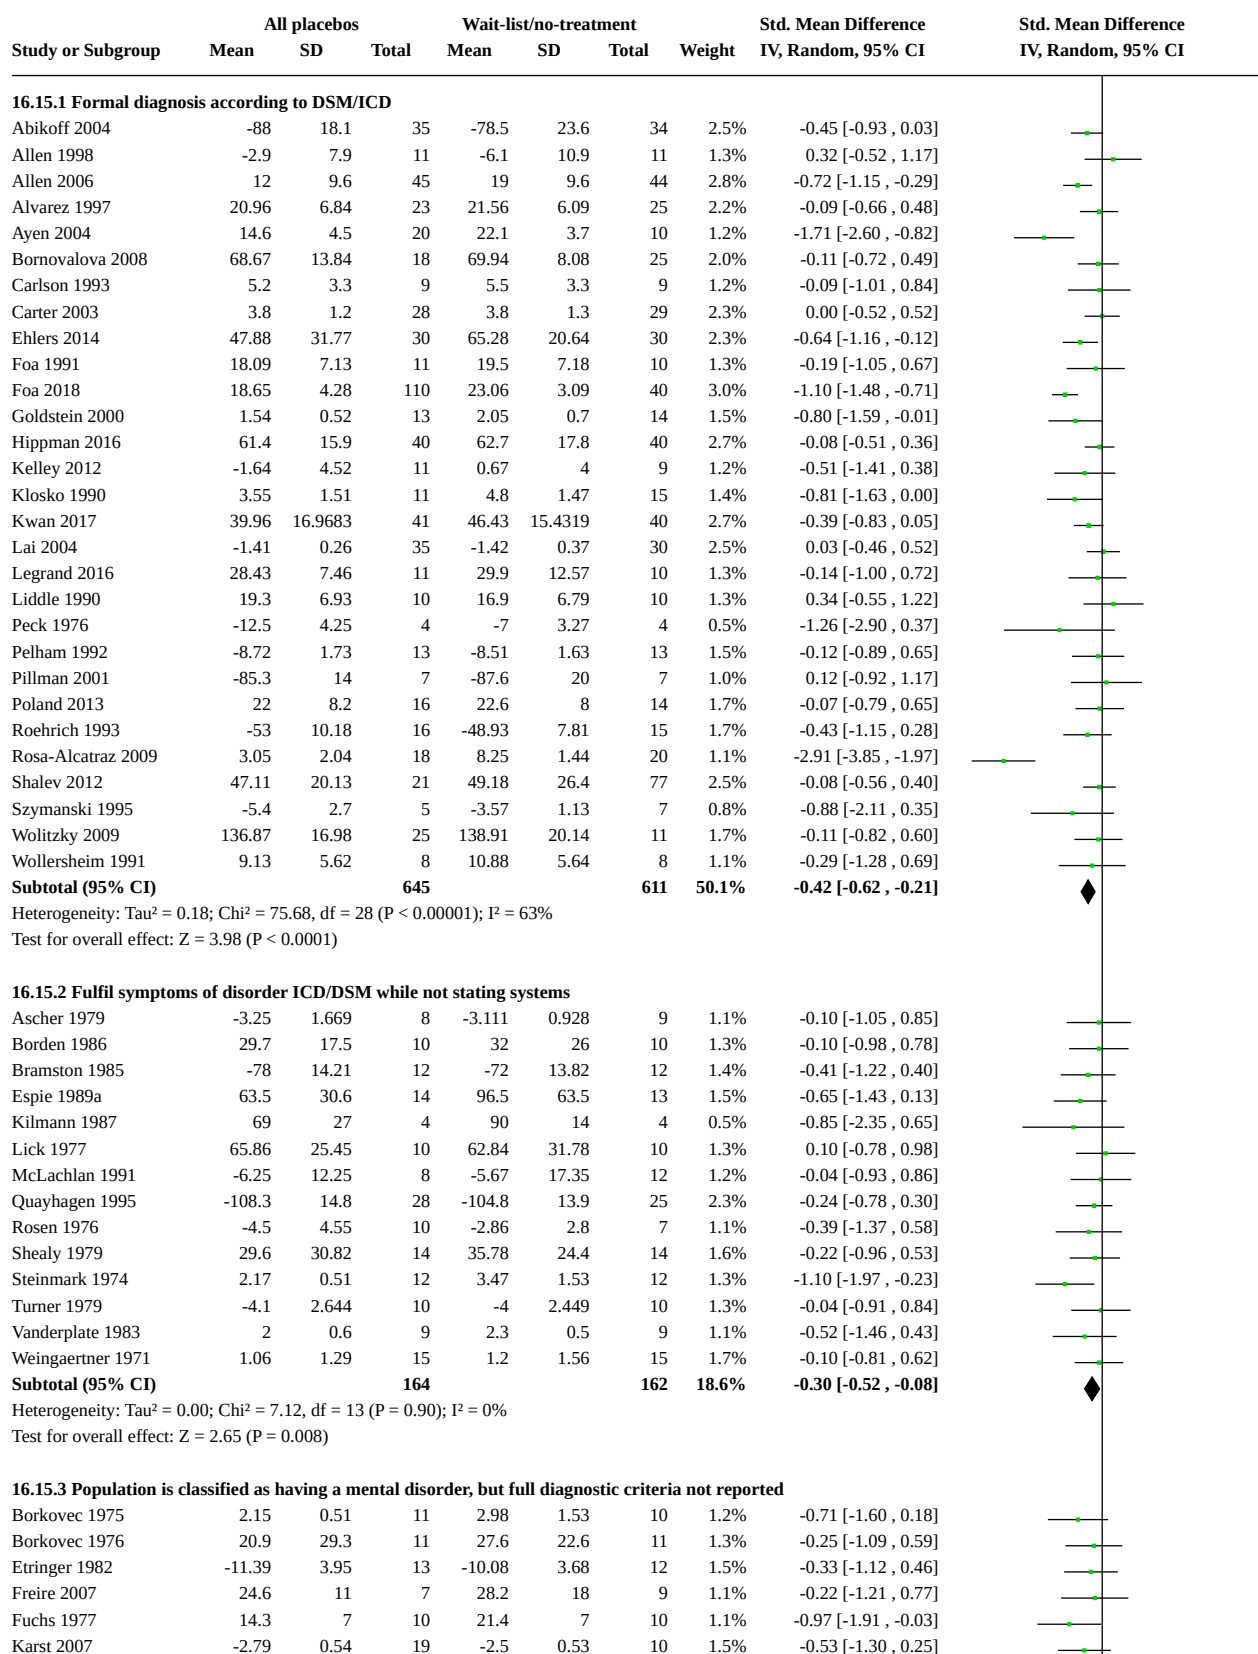 All placebos Wait-list/no-treatment Std. Mean Difference Std. Mean Difference
Study or Subgroup Mean SD Total Mean SD Total Weight IV, Random, 95% CI IV, Random, 95% CI
16.15.1 Formal diagnosis according to DSM/ICD
Abikoff 2004 -88 18.1 35 -78.5 23.6 34 2.5% -0.45 [-0.93 , 0.03]
Allen 1998 -2.9 7.9 11 -6.1 10.9 11 1.3% 0.32 [-0.52 , 1.17]
Allen 2006 12 9.6 45 19 9.6 44 2.8% -0.72 [-1.15 , -0.29]
Alvarez 1997 20.96 6.84 23 21.56 6.09 25 2.2% -0.09 [-0.66 , 0.48]
Ayen 2004 14.6 4.5 20 22.1 3.7 10 1.2% -1.71 [-2.60 , -0.82]
Bornovalova 2008 68.67 13.84 18 69.94 8.08 25 2.0% -0.11 [-0.72 , 0.49]
Carlson 1993 5.2 3.3 9 5.5 3.3 9 1.2% -0.09 [-1.01 , 0.84]
Carter 2003 3.8 1.2 28 3.8 1.3 29 2.3% 0.00 [-0.52 , 0.52]
Ehlers 2014 47.88 31.77 30 65.28 20.64 30 2.3% -0.64 [-1.16 , -0.12]
Foa 1991 18.09 7.13 11 19.5 7.18 10 1.3% -0.19 [-1.05 , 0.67]
Foa 2018 18.65 4.28 110 23.06 3.09 40 3.0% -1.10 [-1.48 , -0.71]
Goldstein 2000 1.54 0.52 13 2.05 0.7 14 1.5% -0.80 [-1.59 , -0.01]
Hippman 2016 61.4 15.9 40 62.7 17.8 40 2.7% -0.08 [-0.51 , 0.36]
Kelley 2012 -1.64 4.52 11 0.67 4 9 1.2% -0.51 [-1.41 , 0.38]
Klosko 1990 3.55 1.51 11 4.8 1.47 15 1.4% -0.81 [-1.63 , 0.00]
Kwan 2017 39.96 16.9683 41 46.43 15.4319 40 2.7% -0.39 [-0.83 , 0.05]
Lai 2004 -1.41 0.26 35 -1.42 0.37 30 2.5% 0.03 [-0.46 , 0.52]
Legrand 2016 28.43 7.46 11 29.9 12.57 10 1.3% -0.14 [-1.00 , 0.72]
Liddle 1990 19.3 6.93 10 16.9 6.79 10 1.3% 0.34 [-0.55 , 1.22]
Peck 1976 -12.5 4.25 4 -7 3.27 4 0.5% -1.26 [-2.90 , 0.37]
Pelham 1992 -8.72 1.73 13 -8.51 1.63 13 1.5% -0.12 [-0.89 , 0.65]
Pillman 2001 -85.3 14 7 -87.6 20 7 1.0% 0.12 [-0.92 , 1.17]
Poland 2013 22 8.2 16 22.6 8 14 1.7% -0.07 [-0.79 , 0.65]
Roehrich 1993 -53 10.18 16 -48.93 7.81 15 1.7% -0.43 [-1.15 , 0.28]
Rosa-Alcatraz 2009 3.05 2.04 18 8.25 1.44 20 1.1% -2.91 [-3.85 , -1.97]
Shalev 2012 47.11 20.13 21 49.18 26.4 77 2.5% -0.08 [-0.56 , 0.40]
Szymanski 1995 -5.4 2.7 5 -3.57 1.13 7 0.8% -0.88 [-2.11 , 0.35]
Wolitzky 2009 136.87 16.98 25 138.91 20.14 11 1.7% -0.11 [-0.82 , 0.60]
Wollersheim 1991 9.13 5.62 8 10.88 5.64 8 1.1% -0.29 [-1.28 , 0.69]
Subtotal (95% CI) 645 611 50.1% -0.42 [-0.62 , -0.21]
Heterogeneity: Tau² = 0.18; Chi² = 75.68, df = 28 (P < 0.00001); I² = 63%
Test for overall effect: Z = 3.98 (P < 0.0001)
16.15.2 Fulfil symptoms of disorder ICD/DSM while not stating systems
Ascher 1979 -3.25 1.669 8 -3.111 0.928 9 1.1% -0.10 [-1.05 , 0.85]
Borden 1986 29.7 17.5 10 32 26 10 1.3% -0.10 [-0.98 , 0.78]
Bramston 1985 -78 14.21 12 -72 13.82 12 1.4% -0.41 [-1.22 , 0.40]
Espie 1989a 63.5 30.6 14 96.5 63.5 13 1.5% -0.65 [-1.43 , 0.13]
Kilmann 1987 69 27 4 90 14 4 0.5% -0.85 [-2.35 , 0.65]
Lick 1977 65.86 25.45 10 62.84 31.78 10 1.3% 0.10 [-0.78 , 0.98]
McLachlan 1991 -6.25 12.25 8 -5.67 17.35 12 1.2% -0.04 [-0.93 , 0.86]
Quayhagen 1995 -108.3 14.8 28 -104.8 13.9 25 2.3% -0.24 [-0.78 , 0.30]
Rosen 1976 -4.5 4.55 10 -2.86 2.8 7 1.1% -0.39 [-1.37 , 0.58]
Shealy 1979 29.6 30.82 14 35.78 24.4 14 1.6% -0.22 [-0.96 , 0.53]
Steinmark 1974 2.17 0.51 12 3.47 1.53 12 1.3% -1.10 [-1.97 , -0.23]
Turner 1979 -4.1 2.644 10 -4 2.449 10 1.3% -0.04 [-0.91 , 0.84]
Vanderplate 1983 2 0.6 9 2.3 0.5 9 1.1% -0.52 [-1.46 , 0.43]
Weingaertner 1971 1.06 1.29 15 1.2 1.56 15 1.7% -0.10 [-0.81 , 0.62]
Subtotal (95% CI) 164 162 18.6% -0.30 [-0.52 , -0.08]
Heterogeneity: Tau² = 0.00; Chi² = 7.12, df = 13 (P = 0.90); I² = 0%
Test for overall effect: Z = 2.65 (P = 0.008)
16.15.3 Population is classified as having a mental disorder, but full diagnostic criteria not reported
Borkovec 1975 2.15 0.51 11 2.98 1.53 10 1.2% -0.71 [-1.60 , 0.18]
Borkovec 1976 20.9 29.3 11 27.6 22.6 11 1.3% -0.25 [-1.09 , 0.59]
Etringer 1982 -11.39 3.95 13 -10.08 3.68 12 1.5% -0.33 [-1.12 , 0.46]
Freire 2007 24.6 11 7 28.2 18 9 1.1% -0.22 [-1.21 , 0.77]
Fuchs 1977 14.3 7 10 21.4 7 10 1.1% -0.97 [-1.91 , -0.03]
Karst 2007 -2.79 0.54 19 -2.5 0.53 10 1.5% -0.53 [-1.30 , 0.25]